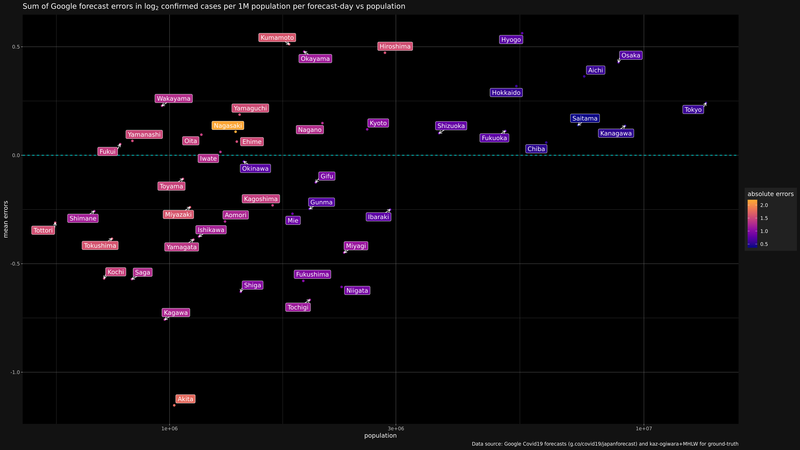 Sum of Google forecast errors in log₂ confirmed cases per 1M population per forecast-day vs population
Kumamoto
Hyogo
Hiroshima
0.5
Okayama
Osaka
Aichi
Hokkaido
Wakayama
Yamaguchi
Tokyo
Saitama
Nagasaki
Kyoto
Shizuoka
Nagano
Yamanashi
Kanagawa
Oita
Ehime
Fukuoka
Fukui
Chiba
0.0
Iwate
Okinawa
Gifu
Toyama
absolute errors
Kagoshima
2.0
Gunma
1.5
Miyazaki
Aomori
Shimane
Mie
Ibaraki
1.0
mean errors
Tottori
Ishikawa
0.5
Tokushima
Yamagata
Miyagi
-0.5
Kochi
Saga
Fukushima
Shiga
Niigata
Tochigi
Kagawa
-1.0
Akita
1e+06
3e+06
1e+07
population
Data source: Google Covid19 forecasts (g.co/covid19/japanforecast) and kaz-ogiwara+MHLW for ground-truth